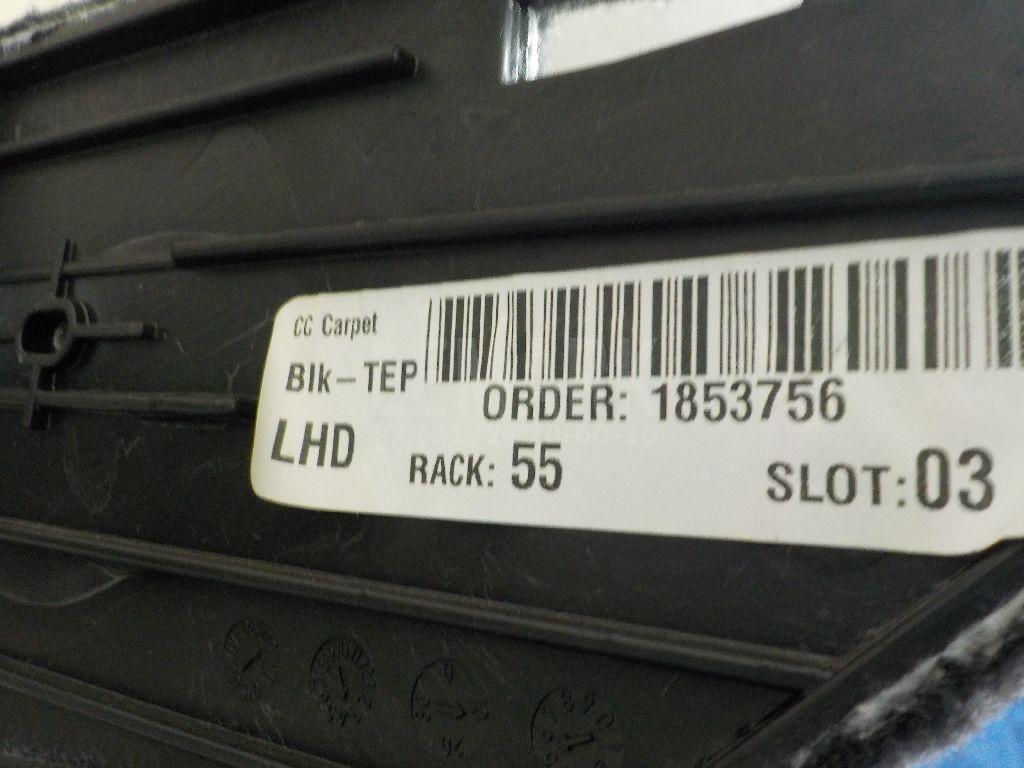 CC Carpet
Blk-TEP
ORDER: 1853756
LHD
RACK: 55
SLOT: 03